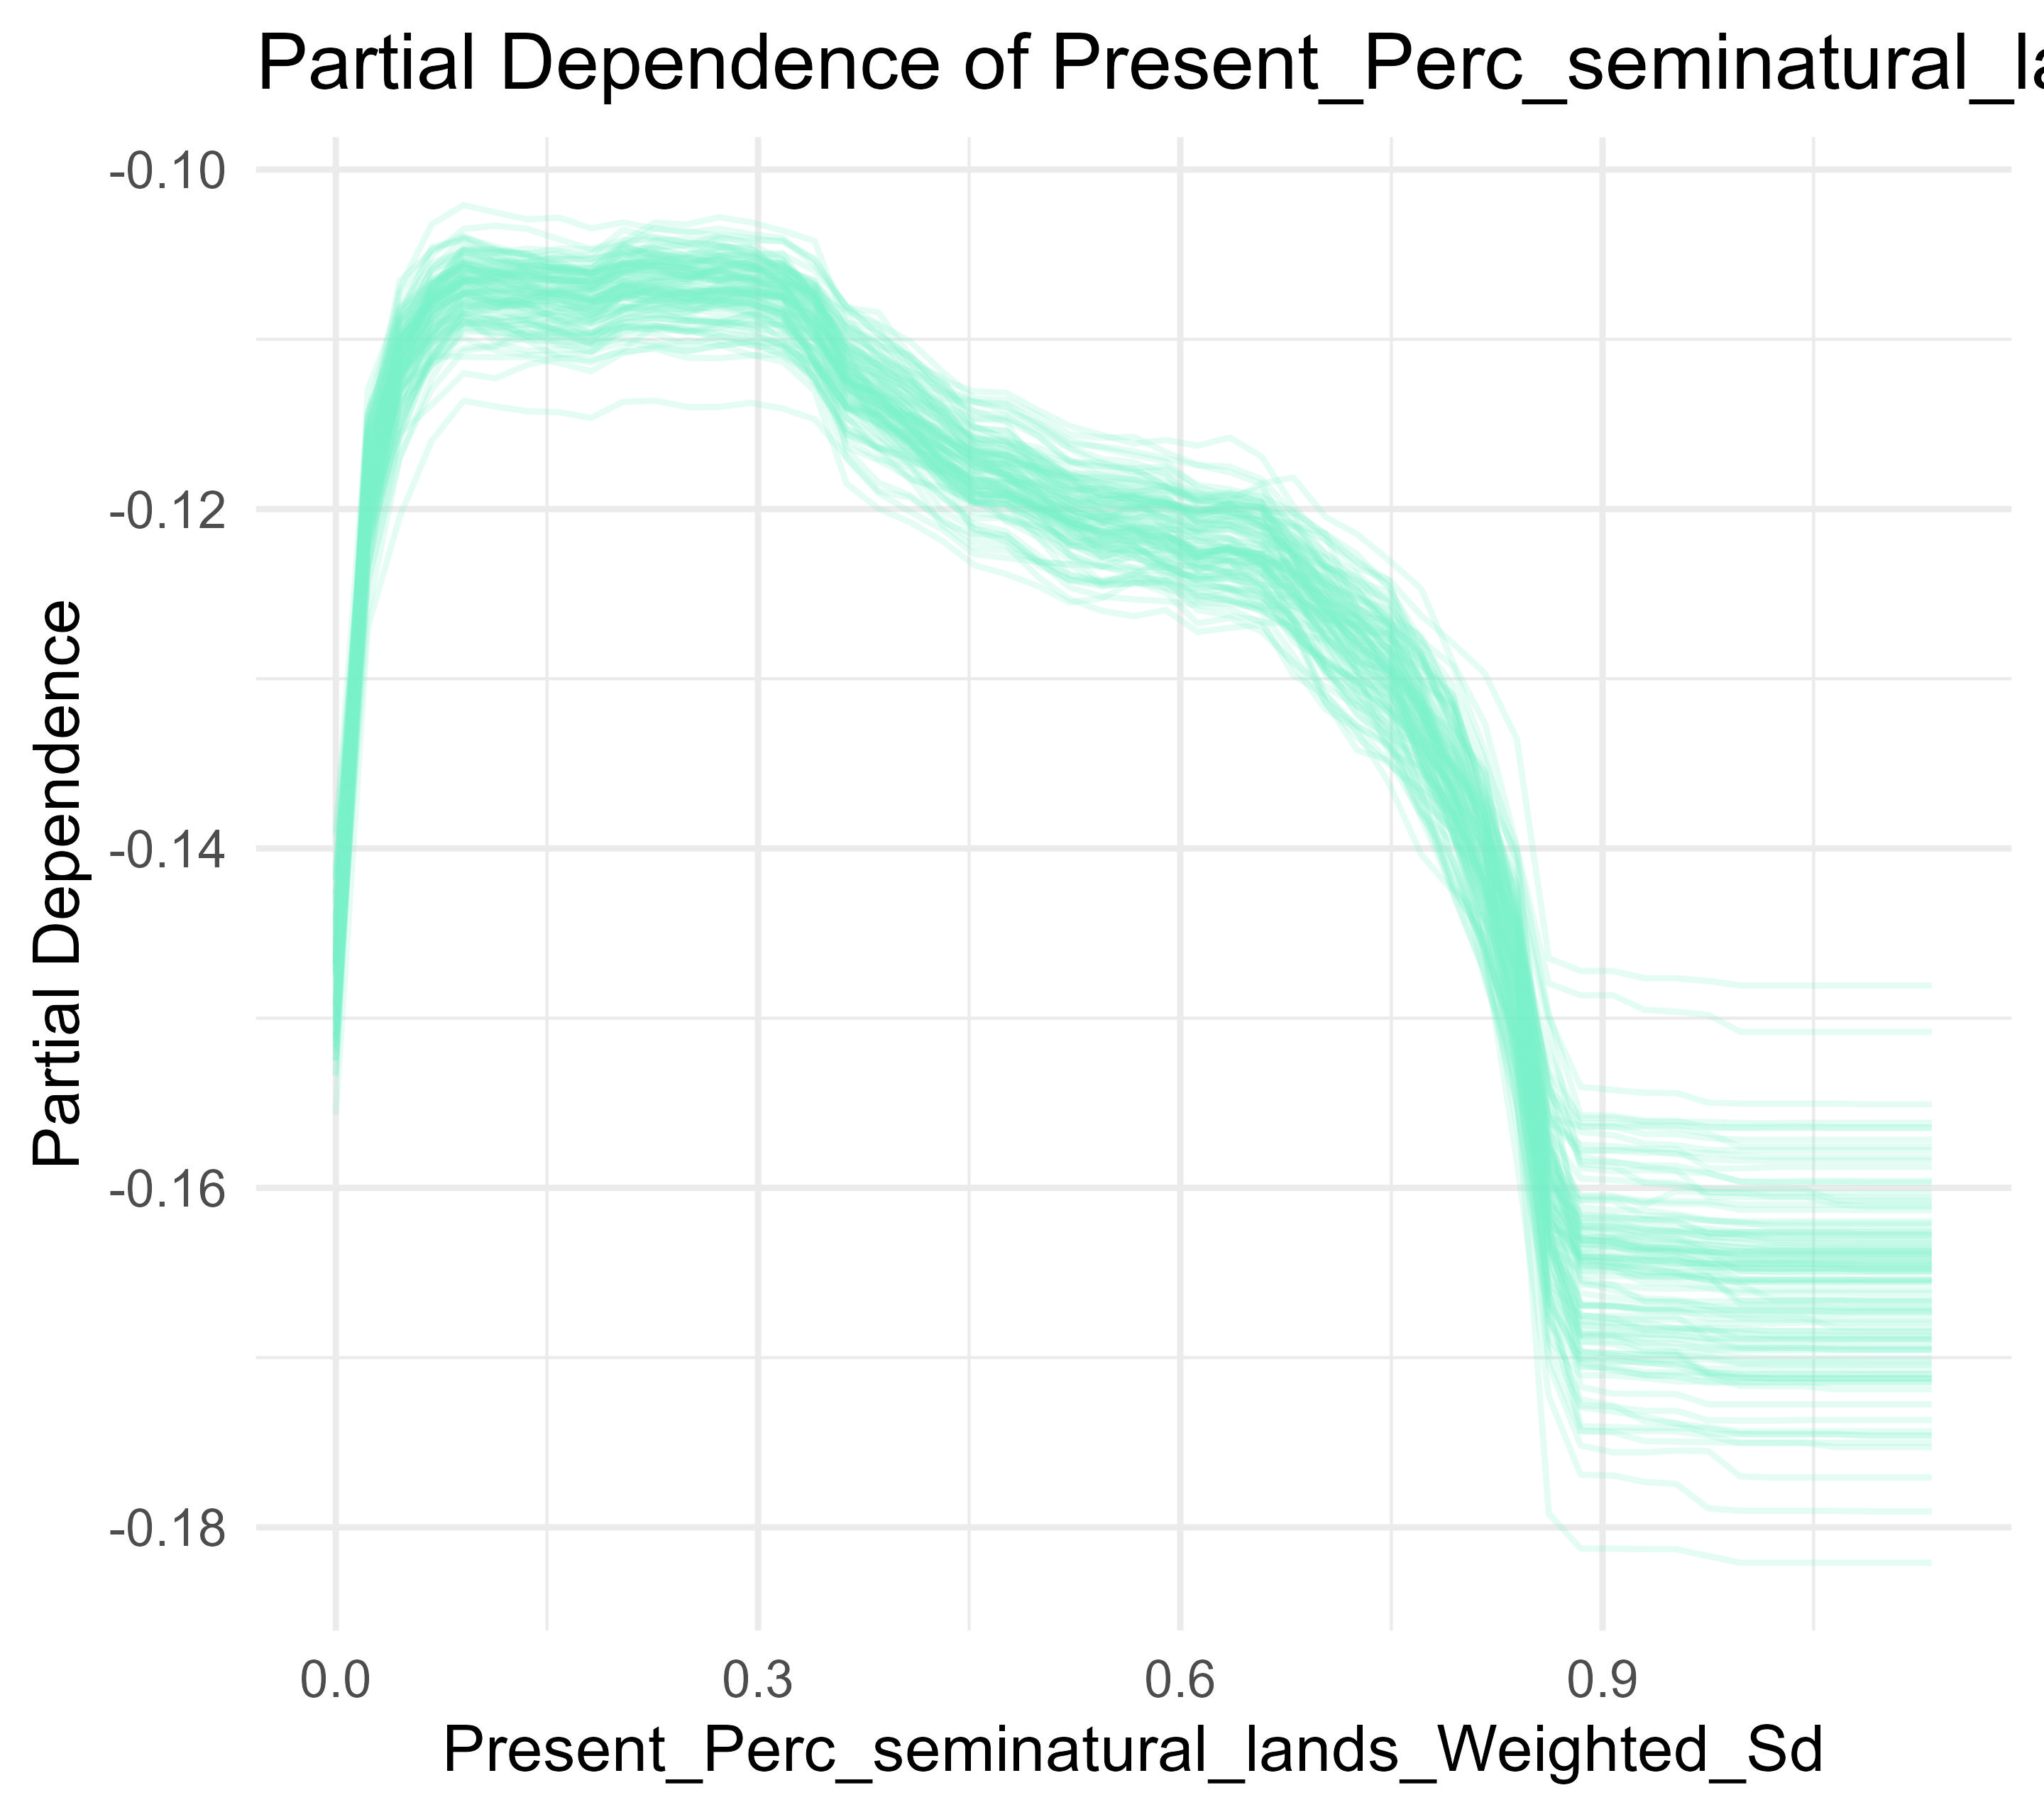 Partial Dependence of Present_Perc_seminatural_la
-0.10
-0.12
-0.14
-0.16
-0.18
Partial Dependence
0.0 0.3 0.6 0.9
Present_Perc_seminatural_lands_Weighted_Sd